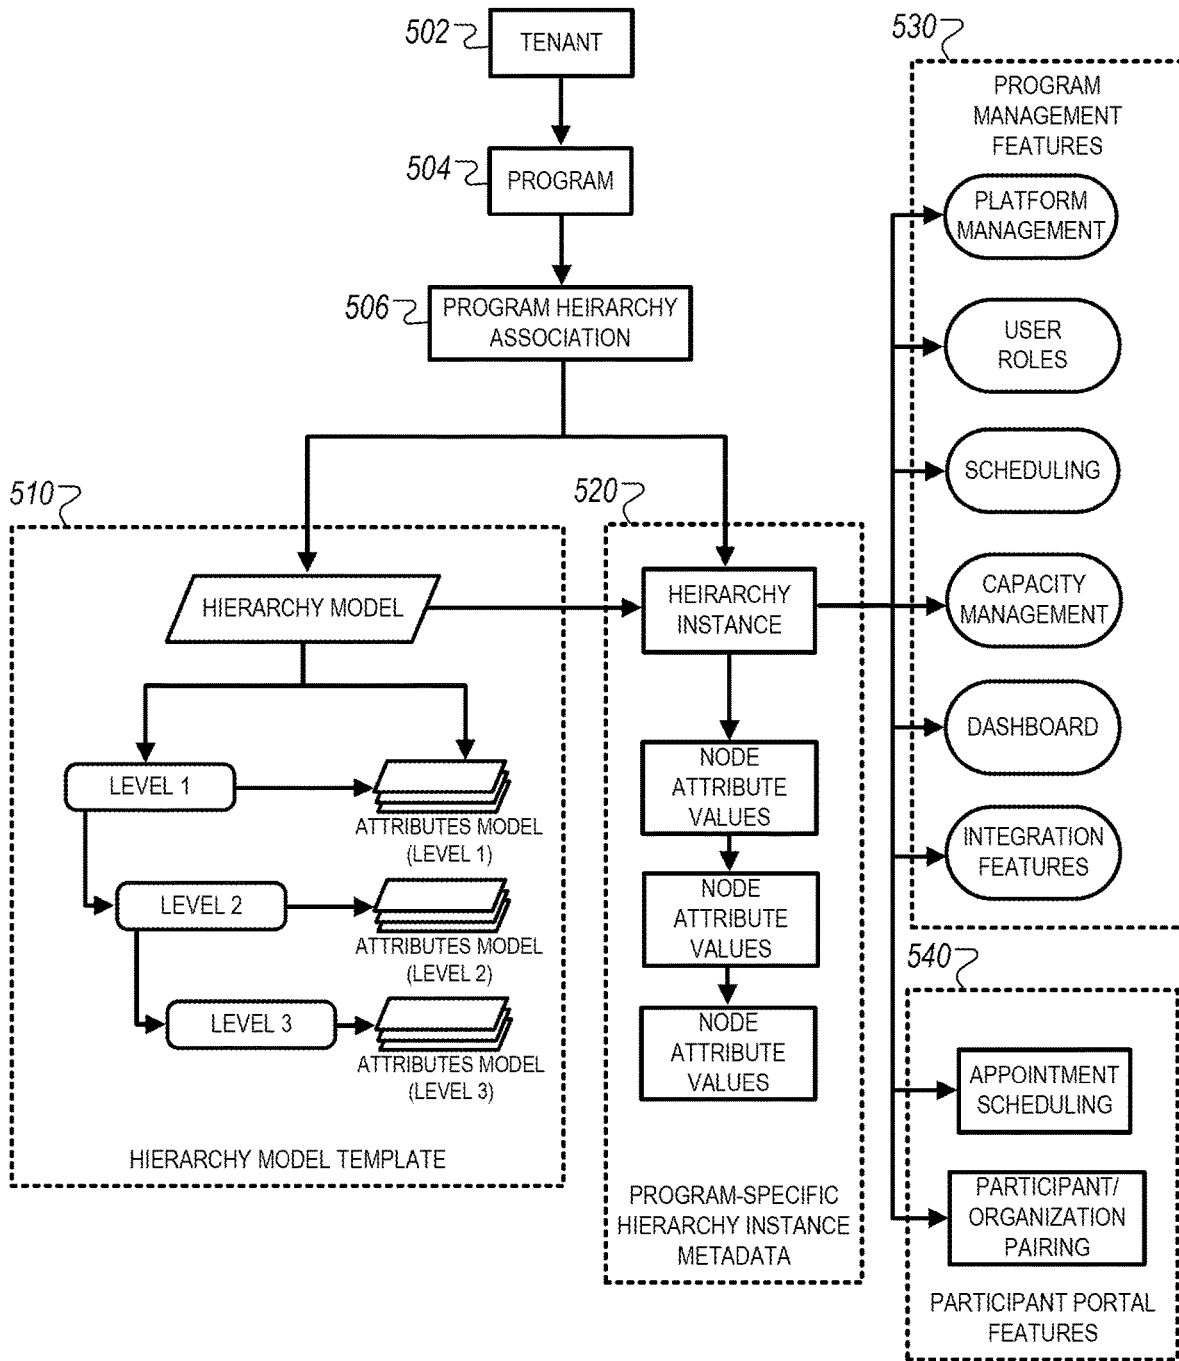 502
TENANT
504
PROGRAM
506
PROGRAM HEIRARCHY
ASSOCIATION
510
HIERARCHY MODEL
LEVEL 1
ATTRIBUTES MODEL
(LEVEL 1)
LEVEL 2
ATTRIBUTES MODEL
(LEVEL 2)
LEVEL 3
ATTRIBUTES MODEL
(LEVEL 3)
HIERARCHY MODEL TEMPLATE
520
HEIRARCHY
INSTANCE
NODE
ATTRIBUTE
VALUES
NODE
ATTRIBUTE
VALUES
NODE
ATTRIBUTE
VALUES
PROGRAM-SPECIFIC
HIERARCHY INSTANCE
METADATA
530
PROGRAM
MANAGEMENT
FEATURES
PLATFORM
MANAGEMENT
USER
ROLES
SCHEDULING
CAPACITY
MANAGEMENT
DASHBOARD
INTEGRATION
FEATURES
540
APPOINTMENT
SCHEDULING
PARTICIPANT/
ORGANIZATION
PAIRING
PARTICIPANT PORTAL
FEATURES